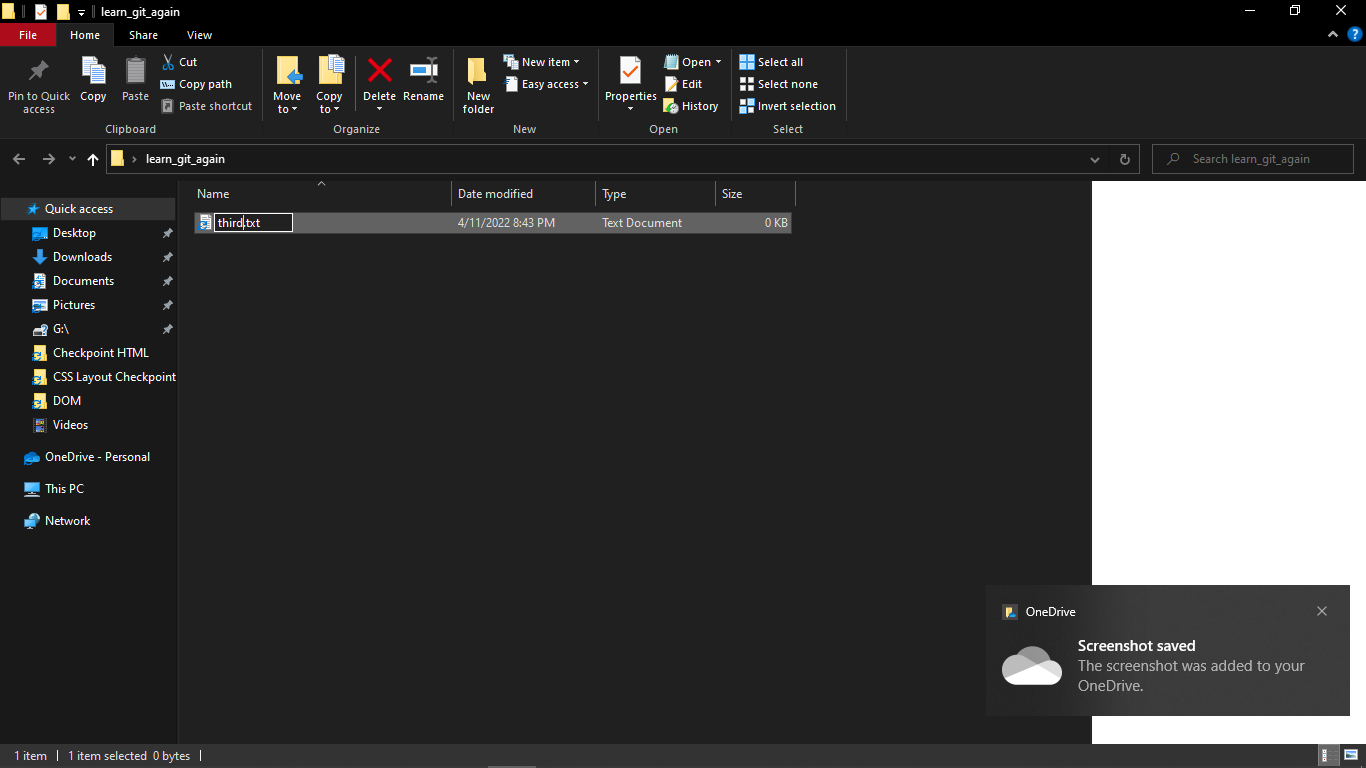 learn_git_again
File Home Share View
Pin to Quick access
Copy
Paste
Cut
Copy path
Paste shortcut
Clipboard
Move to
Copy to
Delete
Rename
Organize
New folder
New item
Easy access
New
Properties
Open
Edit
History
Open
Select all
Select none
Invert selection
Select
learn_git_again
Search learn_git_again
Name Date modified Type Size
third.txt 4/11/2022 8:43 PM Text Document 0 KB
Quick access
Desktop
Downloads
Documents
Pictures
G:\
Checkpoint HTML
CSS Layout Checkpoint
DOM
Videos
OneDrive - Personal
This PC
Network
OneDrive
Screenshot saved
The screenshot was added to your
OneDrive.
1 item 1 item selected 0 bytes